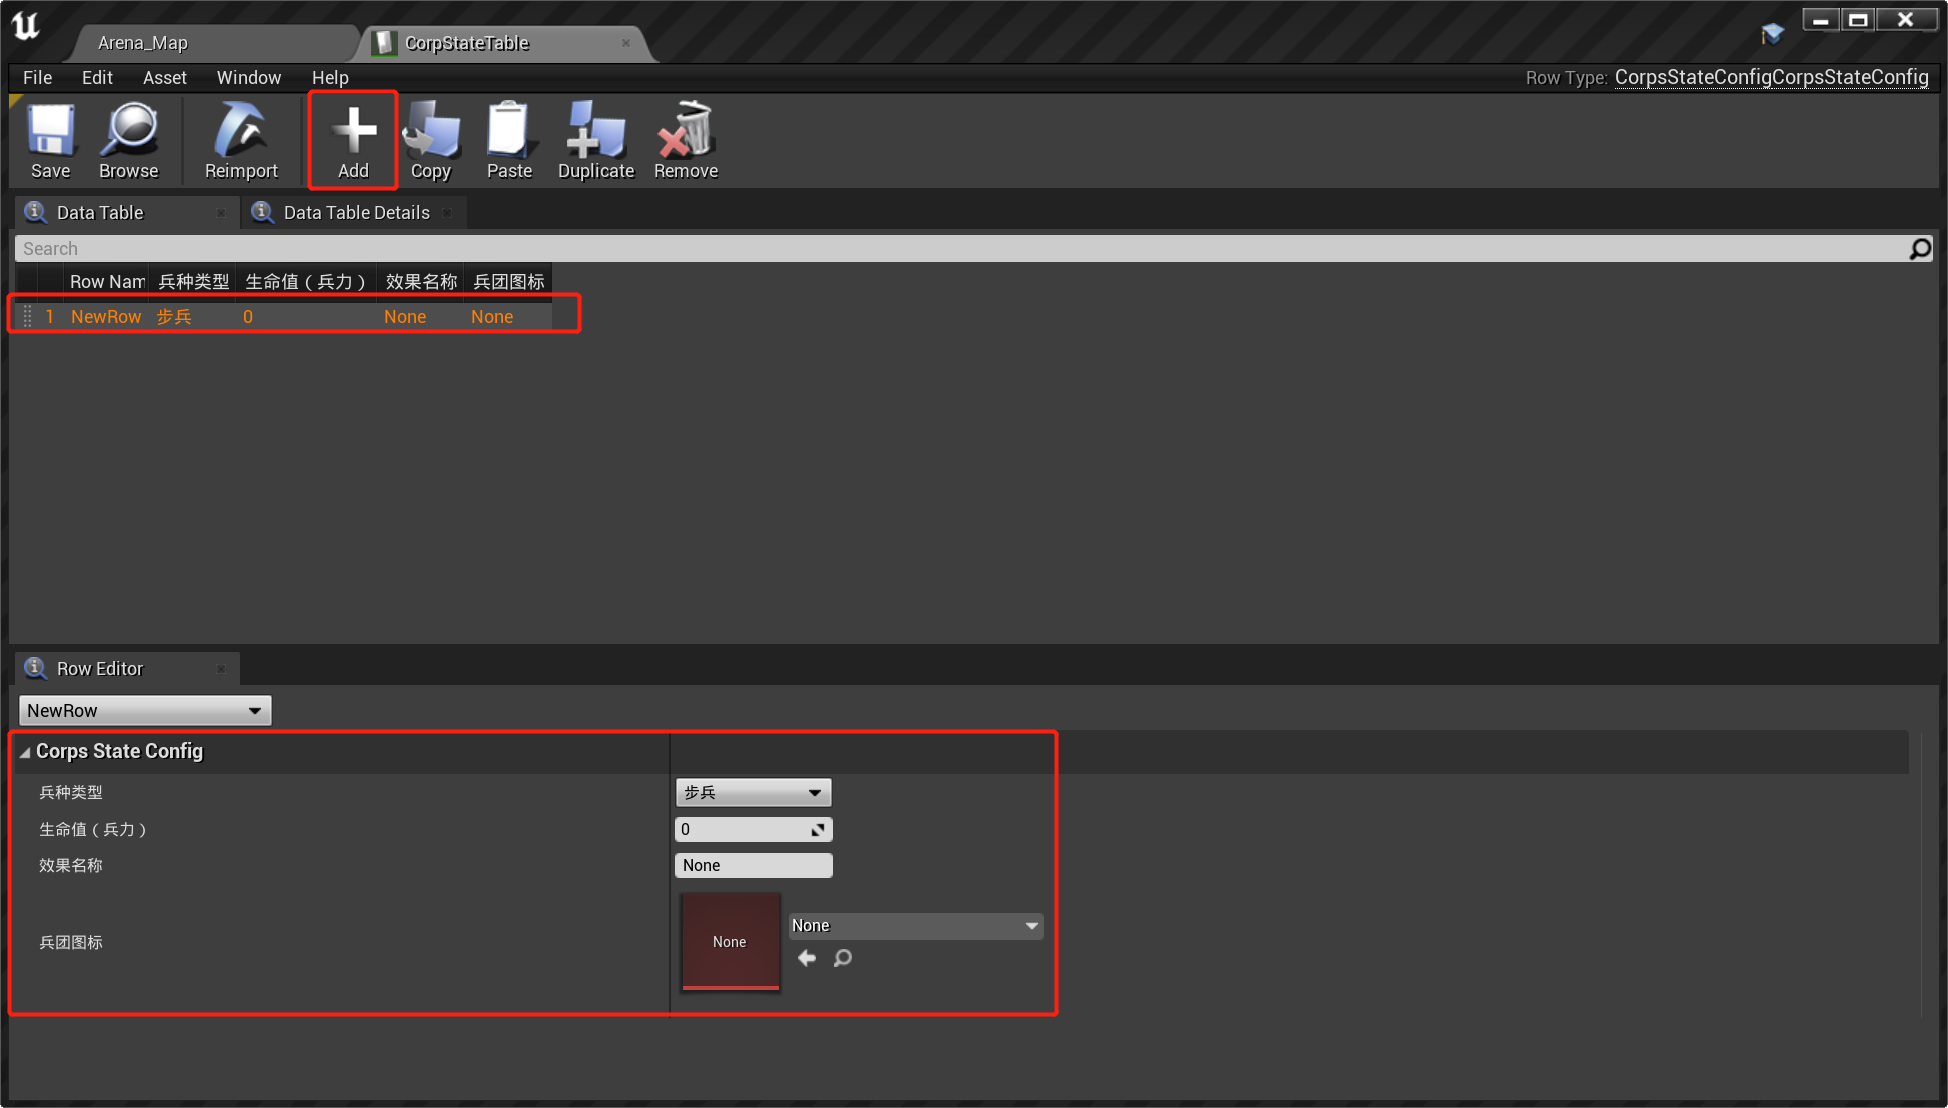 Arena_Map
CorpStateTable
File Edit Asset Window Help
Row Type: CorpsStateConfigCorpsStateConfig
Save Browse Reimport Add Copy Paste Duplicate Remove
Data Table
Data Table Details
Search
Row Nam 兵种类型 生命值（兵力） 效果名称 兵团图标
1 NewRow 步兵 0 None None
Row Editor
NewRow
Corps State Config
兵种类型 步兵
生命值（兵力） 0
效果名称 None
兵团图标 None None